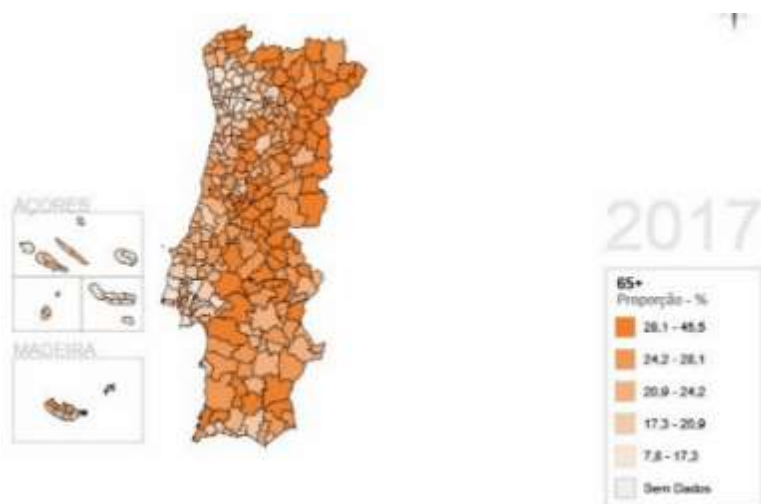 AÇORES
MADEIRA
2017
65+
Proporção - %
28,1 - 45,5
24,2 - 28,1
20,9 - 24,2
17,3 - 20,9
7,8 - 17,3
Sem Dados